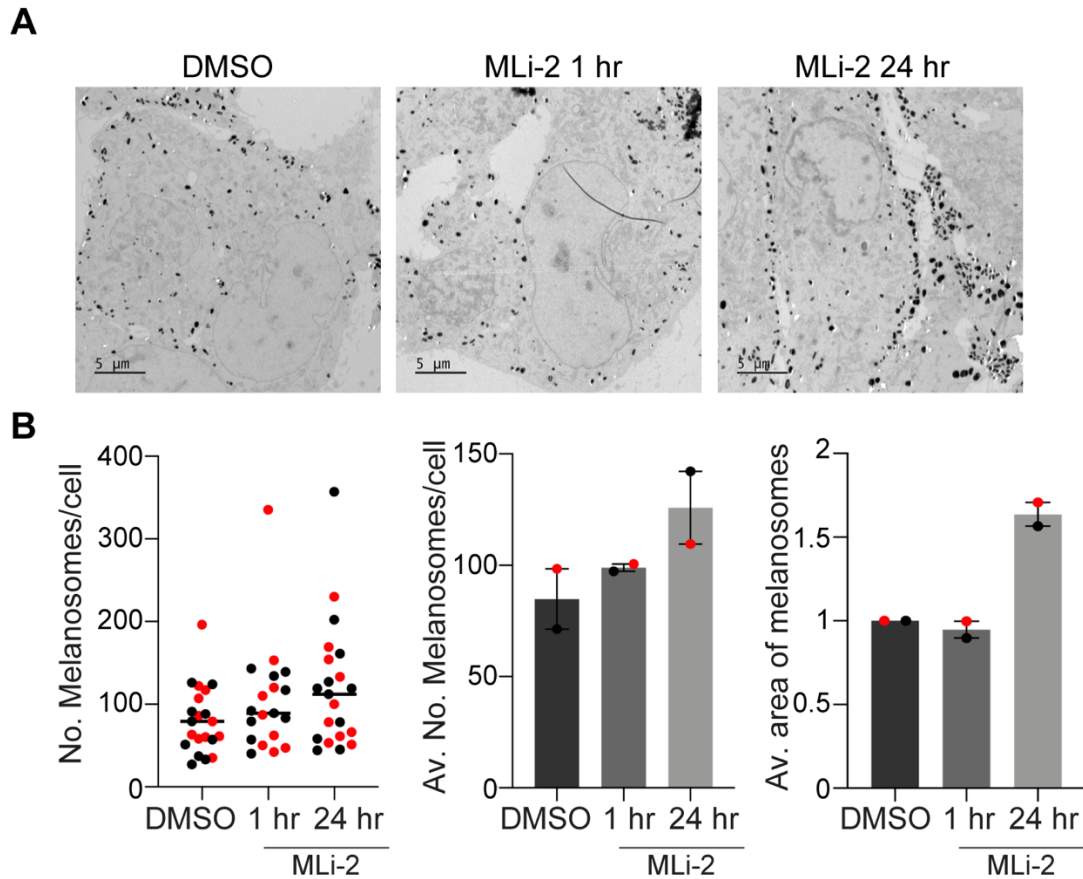 A
DMSO
MLi-2 1 hr
MLi-2 24 hr
5 µm
5 µm
5 µm
B
No. Melanosomes/cell
400
300
200
100
0
DMSO 1 hr 24 hr
MLi-2
Av. No. Melanosomes/cell
150
100
50
0
DMSO 1 hr 24 hr
MLi-2
Av. area of melanosomes
2
1.5
1
0.5
0
DMSO 1 hr 24 hr
MLi-2